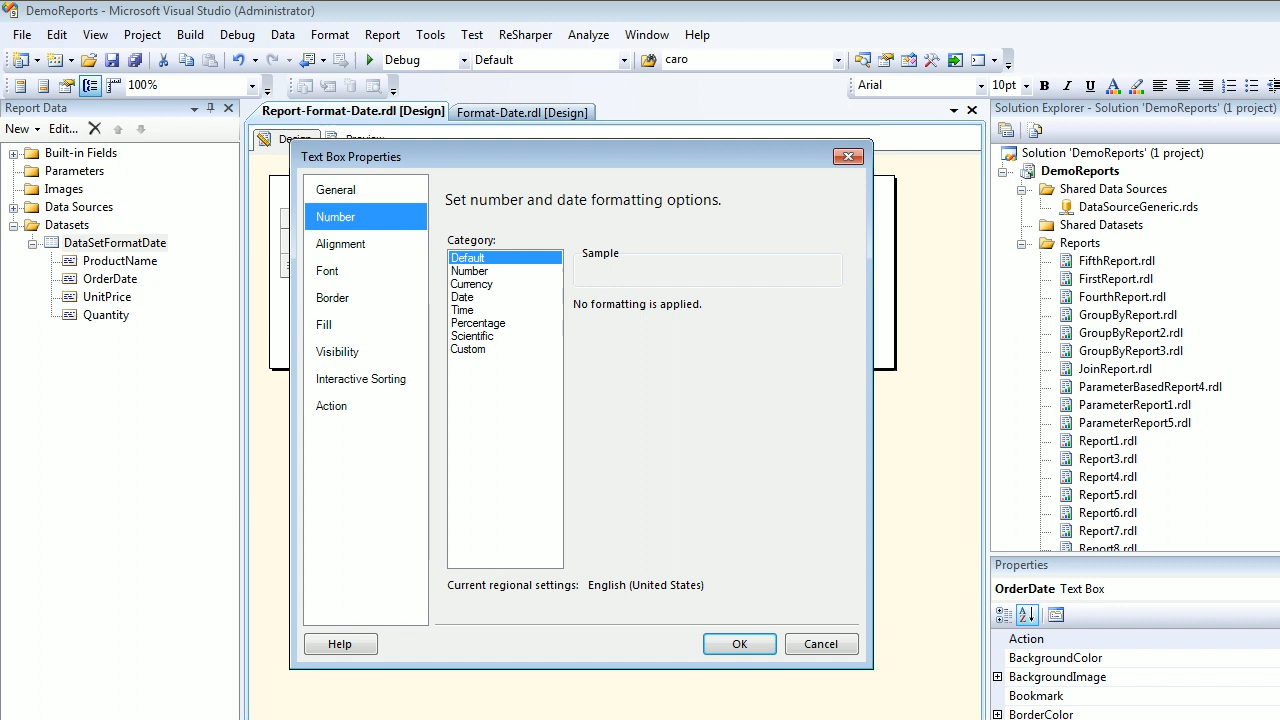 DemoReports - Microsoft Visual Studio (Administrator)
File Edit View Project Build Debug Data Format Report Tools Test ReSharper Analyze Window Help
Debug Default caro
100% Arial 10pt B I U A
Report Data
New Edit...
Built-in Fields
Parameters
Images
Data Sources
Datasets
DataSetFormatDate
ProductName
OrderDate
UnitPrice
Quantity
Report-Format-Date.rdl [Design] Format-Date.rdl [Design]
Design Preview
Text Box Properties
General
Number
Alignment
Font
Border
Fill
Visibility
Interactive Sorting
Action
Set number and date formatting options.
Category:
Default
Number
Currency
Date
Time
Percentage
Scientific
Custom
Sample
No formatting is applied.
Current regional settings: English (United States)
Help OK Cancel
Solution Explorer - Solution 'DemoReports' (1 project)
Solution 'DemoReports' (1 project)
DemoReports
Shared Data Sources
DataSourceGeneric.rds
Shared Datasets
Reports
FifthReport.rdl
FirstReport.rdl
FourthReport.rdl
GroupByReport.rdl
GroupByReport2.rdl
GroupByReport3.rdl
JoinReport.rdl
ParameterBasedReport4.rdl
ParameterReport1.rdl
ParameterReport5.rdl
Report1.rdl
Report3.rdl
Report4.rdl
Report5.rdl
Report6.rdl
Report7.rdl
Report8.rdl
Properties
OrderDate Text Box
Action
BackgroundColor
BackgroundImage
Bookmark
BorderColor